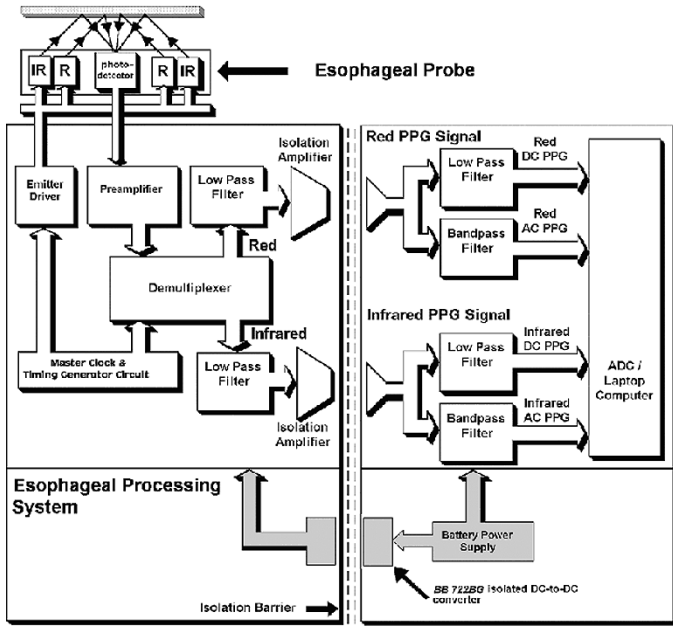 IR
R
photo-
detector
R
IR
Esophageal Probe
Isolation
Amplifier
Emitter
Driver
Preamplifier
Low Pass
Filter
Red
Demultiplexer
Infrared
Master Clock &
Timing Generator Circuit
Low Pass
Filter
Isolation
Amplifier
Red PPG Signal
Low Pass
Filter
Red
DC PPG
Bandpass
Filter
Red
AC PPG
Infrared PPG Signal
Low Pass
Filter
Infrared
DC PPG
Bandpass
Filter
Infrared
AC PPG
ADC /
Laptop
Computer
Esophageal Processing
System
Battery Power
Supply
BB 722BG isolated DC-to-DC
converter
Isolation Barrier